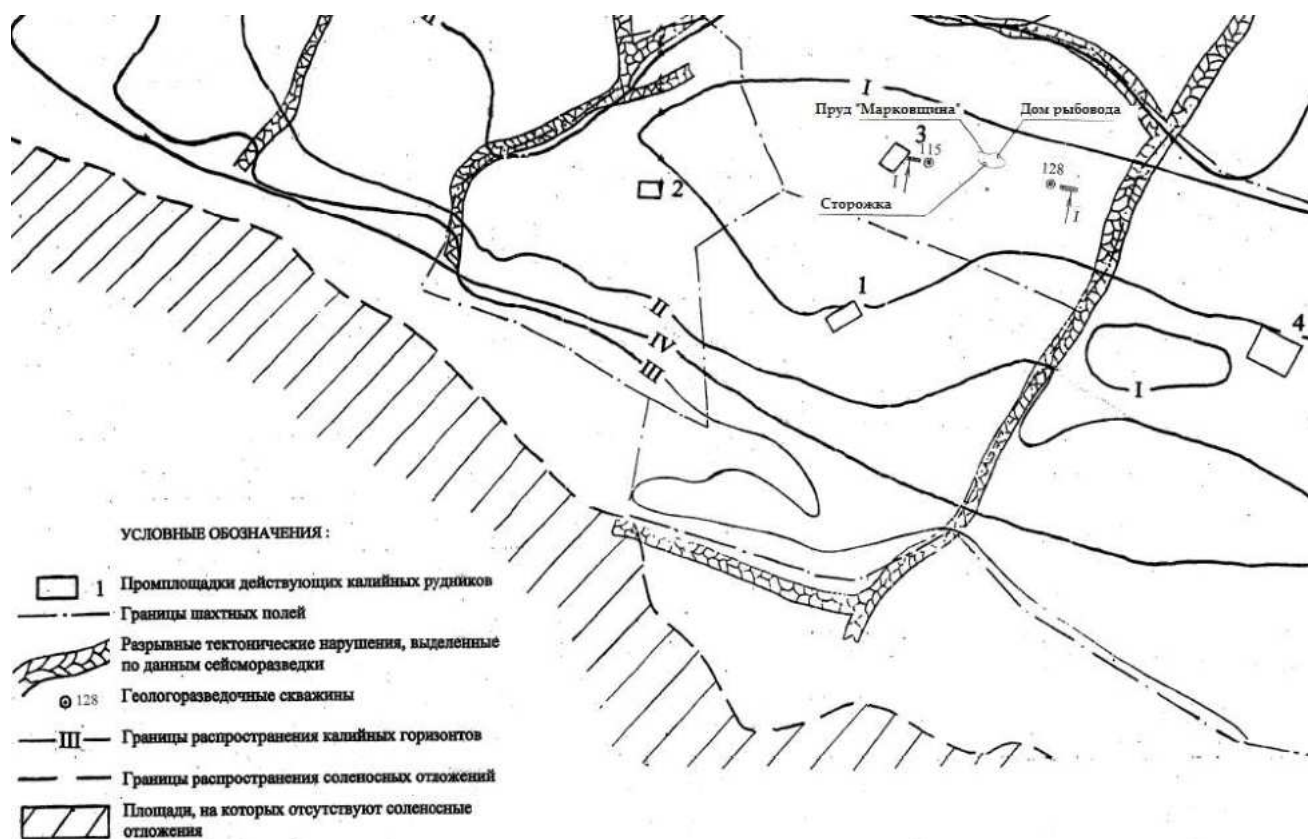 I
Пруд "Марковщина"
Дом рыбовода
3
115
128
I
I
2
Сторожка
1
II
IV
III
4
I
УСЛОВНЫЕ ОБОЗНАЧЕНИЯ :
1 Промплощадки действующих калийных рудников
Границы шахтных полей
Разрывные тектонические нарушения, выделенные
по данным сейсморазведки
128 Геологоразведочные скважины
III Границы распространения калийных горизонтов
Границы распространения соленосных отложений
Площади, на которых отсутствуют соленосные
отложения